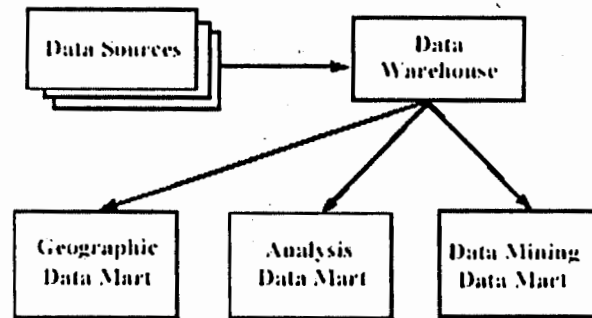 Data Sources
Data
Warehouse
Geographic
Data Mart
Analysis
Data Mart
Data Mining
Data Mart